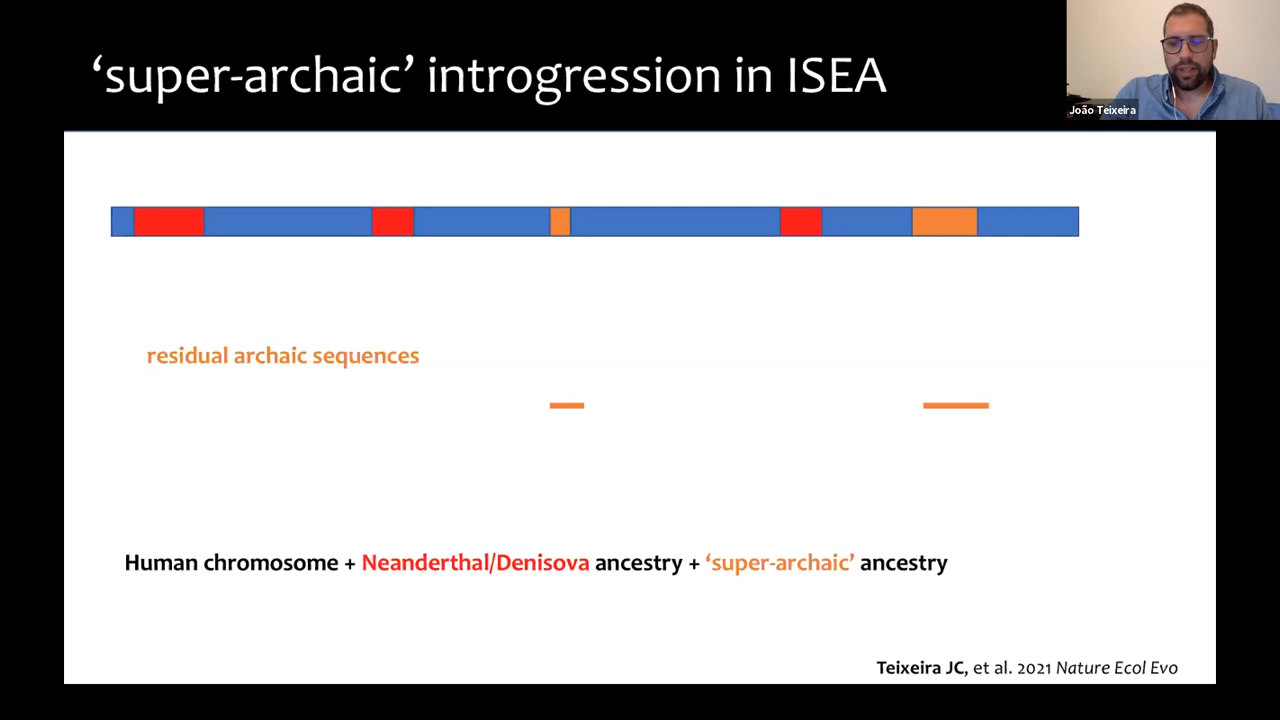 ‘super-archaic’ introgression in ISEA
João Teixeira
residual archaic sequences
Human chromosome + Neanderthal/Denisova ancestry + ‘super-archaic’ ancestry
Teixeira JC, et al. 2021 Nature Ecol Evo